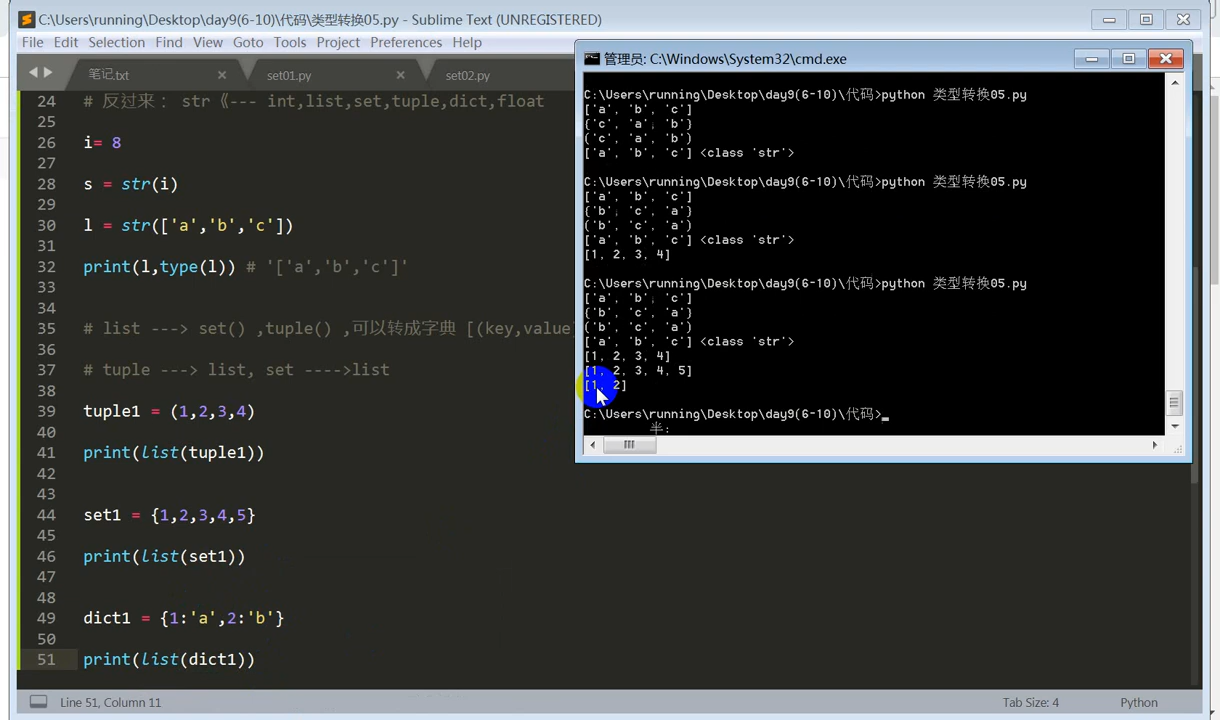 C:\Users\running\Desktop\day9(6-10)\代码\类型转换05.py - Sublime Text (UNREGISTERED)
File Edit Selection Find View Goto Tools Project Preferences Help
笔记.txt × set01.py × set02.py
24 # 反过来： str 《--- int,list,set,tuple,dict,float
25
26 i= 8
27
28 s = str(i)
29
30 l = str(['a','b','c'])
31
32 print(l,type(l)) # '['a','b','c']'
33
34
35 # list ---> set() ,tuple() ,可以转成字典 [(key,value)
36
37 # tuple ---> list, set ---->list
38
39 tuple1 = (1,2,3,4)
40
41 print(list(tuple1))
42
43
44 set1 = {1,2,3,4,5}
45
46 print(list(set1))
47
48
49 dict1 = {1:'a',2:'b'}
50
51 print(list(dict1))
Line 51, Column 11
Tab Size: 4
Python
管理员: C:\Windows\System32\cmd.exe
C:\Users\running\Desktop\day9(6-10)\代码>python 类型转换05.py
['a', 'b', 'c']
{'c', 'a', 'b'}
('c', 'a', 'b')
['a', 'b', 'c'] <class 'str'>
C:\Users\running\Desktop\day9(6-10)\代码>python 类型转换05.py
['a', 'b', 'c']
{'b', 'c', 'a'}
('b', 'c', 'a')
['a', 'b', 'c'] <class 'str'>
[1, 2, 3, 4]
C:\Users\running\Desktop\day9(6-10)\代码>python 类型转换05.py
['a', 'b', 'c']
{'b', 'c', 'a'}
('b', 'c', 'a')
['a', 'b', 'c'] <class 'str'>
[1, 2, 3, 4]
[1, 2, 3, 4, 5]
[1, 2]
C:\Users\running\Desktop\day9(6-10)\代码>_
半: